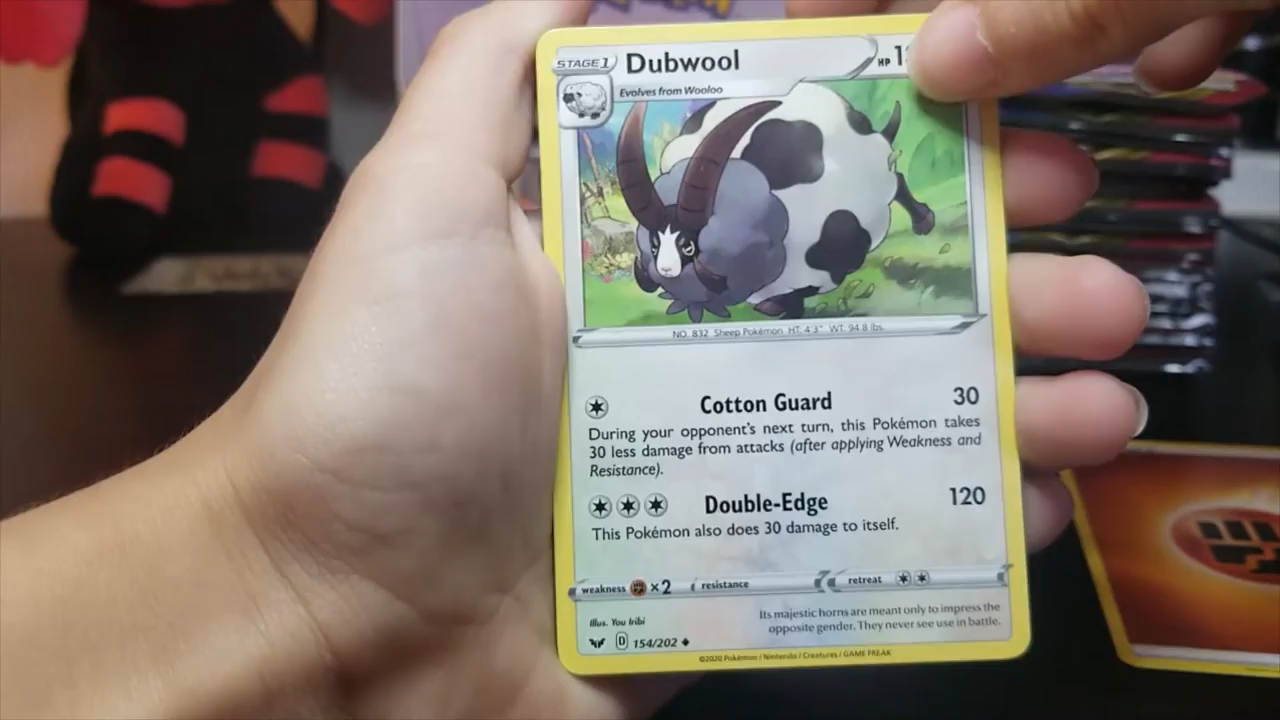 STAGE 1 Dubwool HP 1
Evolves from Wooloo
NO. 832 Sheep Pokémon HT: 4'3" WT: 94.8 lbs.
Cotton Guard 30
During your opponent's next turn, this Pokémon takes
30 less damage from attacks (after applying Weakness and
Resistance).
Double-Edge 120
This Pokémon also does 30 damage to itself.
weakness ×2 resistance retreat
Its majestic horns are meant only to impress the
opposite gender. They never see use in battle.
Illus. You Iribi
D 154/202
©2020 Pokémon / Nintendo / Creatures / GAME FREAK